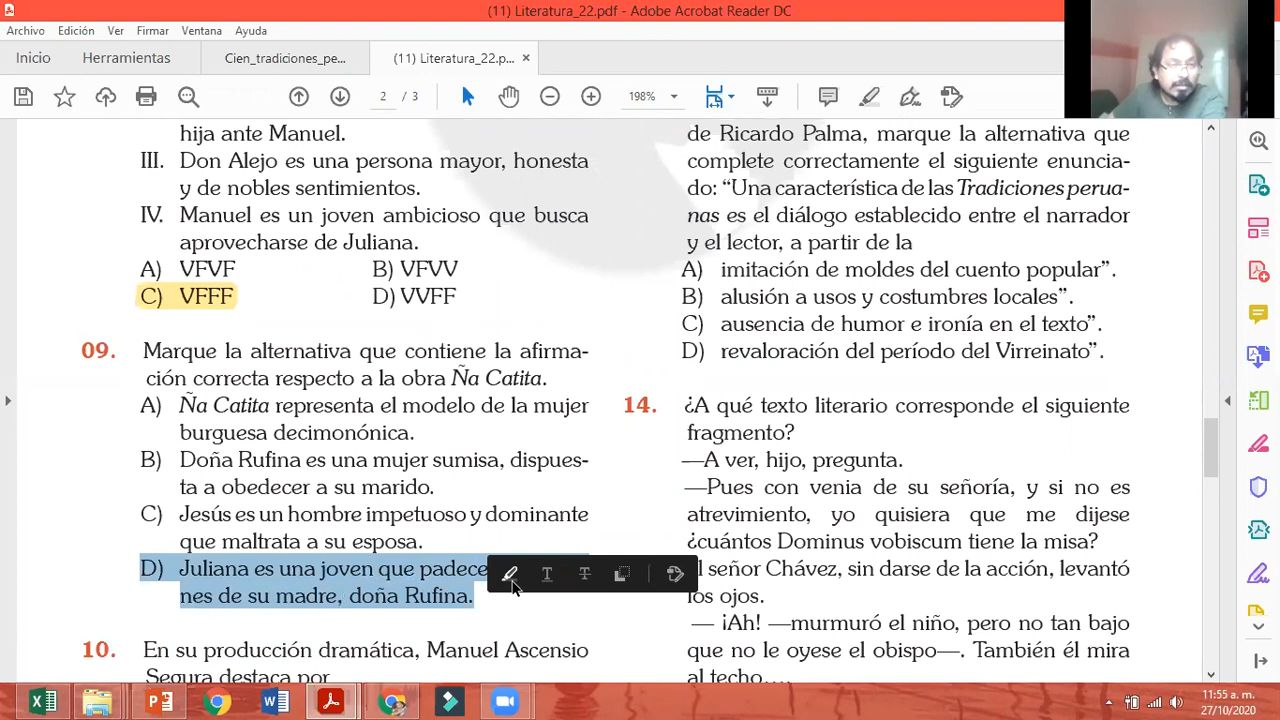 (11) Literatura_22.pdf - Adobe Acrobat Reader DC
Archivo Edición Ver Firmar Ventana Ayuda
Inicio Herramientas Cien_tradiciones_pe... (11) Literatura_22.p... ×
2 / 3 198%
hija ante Manuel.
III. Don Alejo es una persona mayor, honesta
y de nobles sentimientos.
IV. Manuel es un joven ambicioso que busca
aprovecharse de Juliana.
A) VFVF B) VFVV
C) VFFF D) VVFF
09. Marque la alternativa que contiene la afirma-
ción correcta respecto a la obra Ña Catita.
A) Ña Catita representa el modelo de la mujer
burguesa decimonónica.
B) Doña Rufina es una mujer sumisa, dispues-
ta a obedecer a su marido.
C) Jesús es un hombre impetuoso y dominante
que maltrata a su esposa.
D) Juliana es una joven que padece
nes de su madre, doña Rufina.
10. En su producción dramática, Manuel Ascensio
Segura destaca por
de Ricardo Palma, marque la alternativa que
complete correctamente el siguiente enuncia-
do: “Una característica de las Tradiciones perua-
nas es el diálogo establecido entre el narrador
y el lector, a partir de la
A) imitación de moldes del cuento popular”.
B) alusión a usos y costumbres locales”.
C) ausencia de humor e ironía en el texto”.
D) revaloración del período del Virreinato”.
14. ¿A qué texto literario corresponde el siguiente
fragmento?
—A ver, hijo, pregunta.
—Pues con venia de su señoría, y si no es
atrevimiento, yo quisiera que me dijese
¿cuántos Dominus vobiscum tiene la misa?
l señor Chávez, sin darse de la acción, levantó
los ojos.
— ¡Ah! —murmuró el niño, pero no tan bajo
que no le oyese el obispo—. También él mira
al techo....
11:55 a.m.
27/10/2020